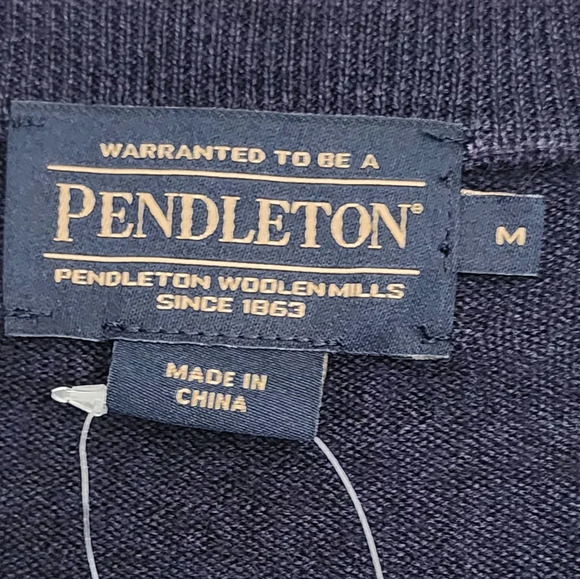 WARRANTED TO BE A
PENDLETON®
PENDLETON WOOLEN MILLS
SINCE 1863
M
MADE IN
CHINA